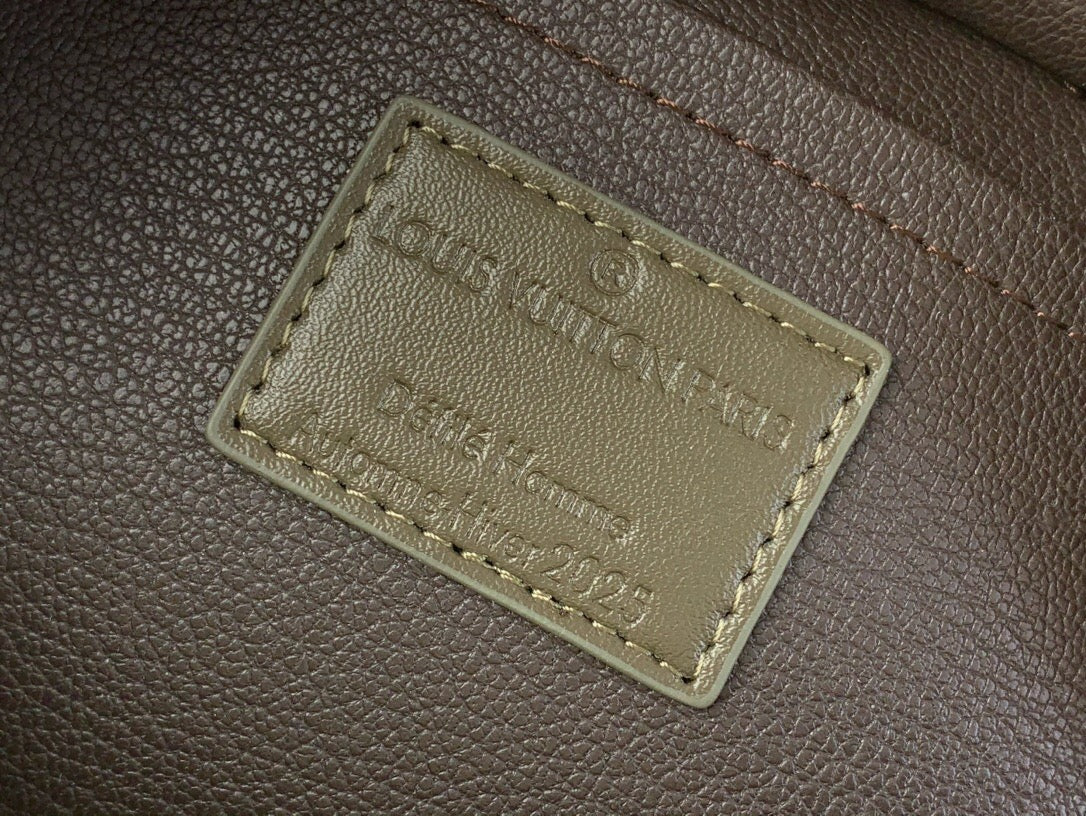 ®
LOUIS VUITTON PARIS
Défilé Homme
Automne Hiver 2025